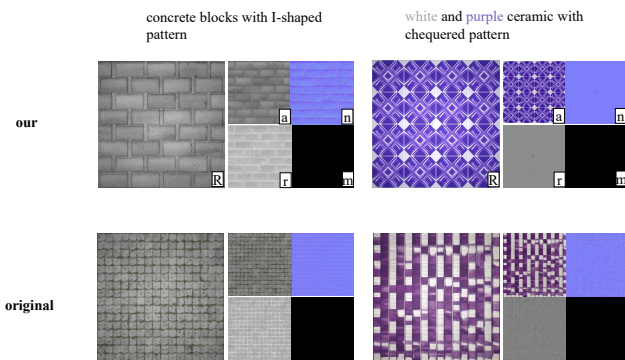 concrete blocks with I-shaped
pattern
white and purple ceramic with
chequered pattern
our
R
a
n
r
m
R
a
n
r
m
original